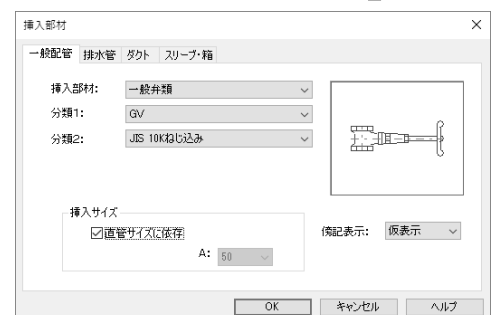 挿入部材
一般配管 排水管 ダクト スリーブ・箱
挿入部材: 一般弁類
分類1: GV
分類2: JIS 10Kねじ込み
挿入サイズ
直管サイズに依存
A: 50
傍記表示: 仮表示
OK キャンセル ヘルプ